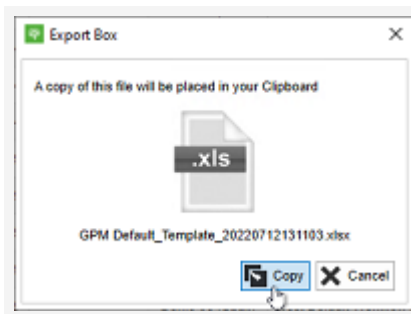 Export Box
A copy of this file will be placed in your Clipboard
.xls
GPM Default_Template_20220712131103.xlsx
Copy Cancel